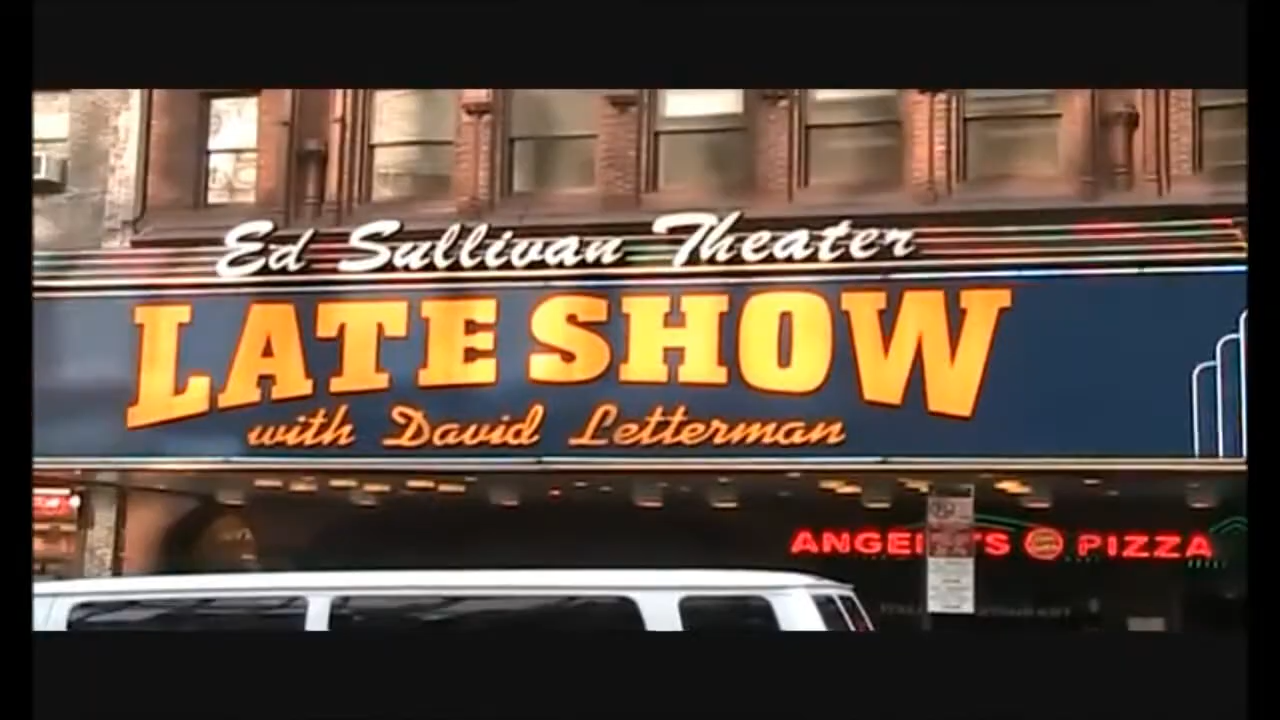 Ed Sullivan Theater
LATE SHOW
with David Letterman
PIZZA